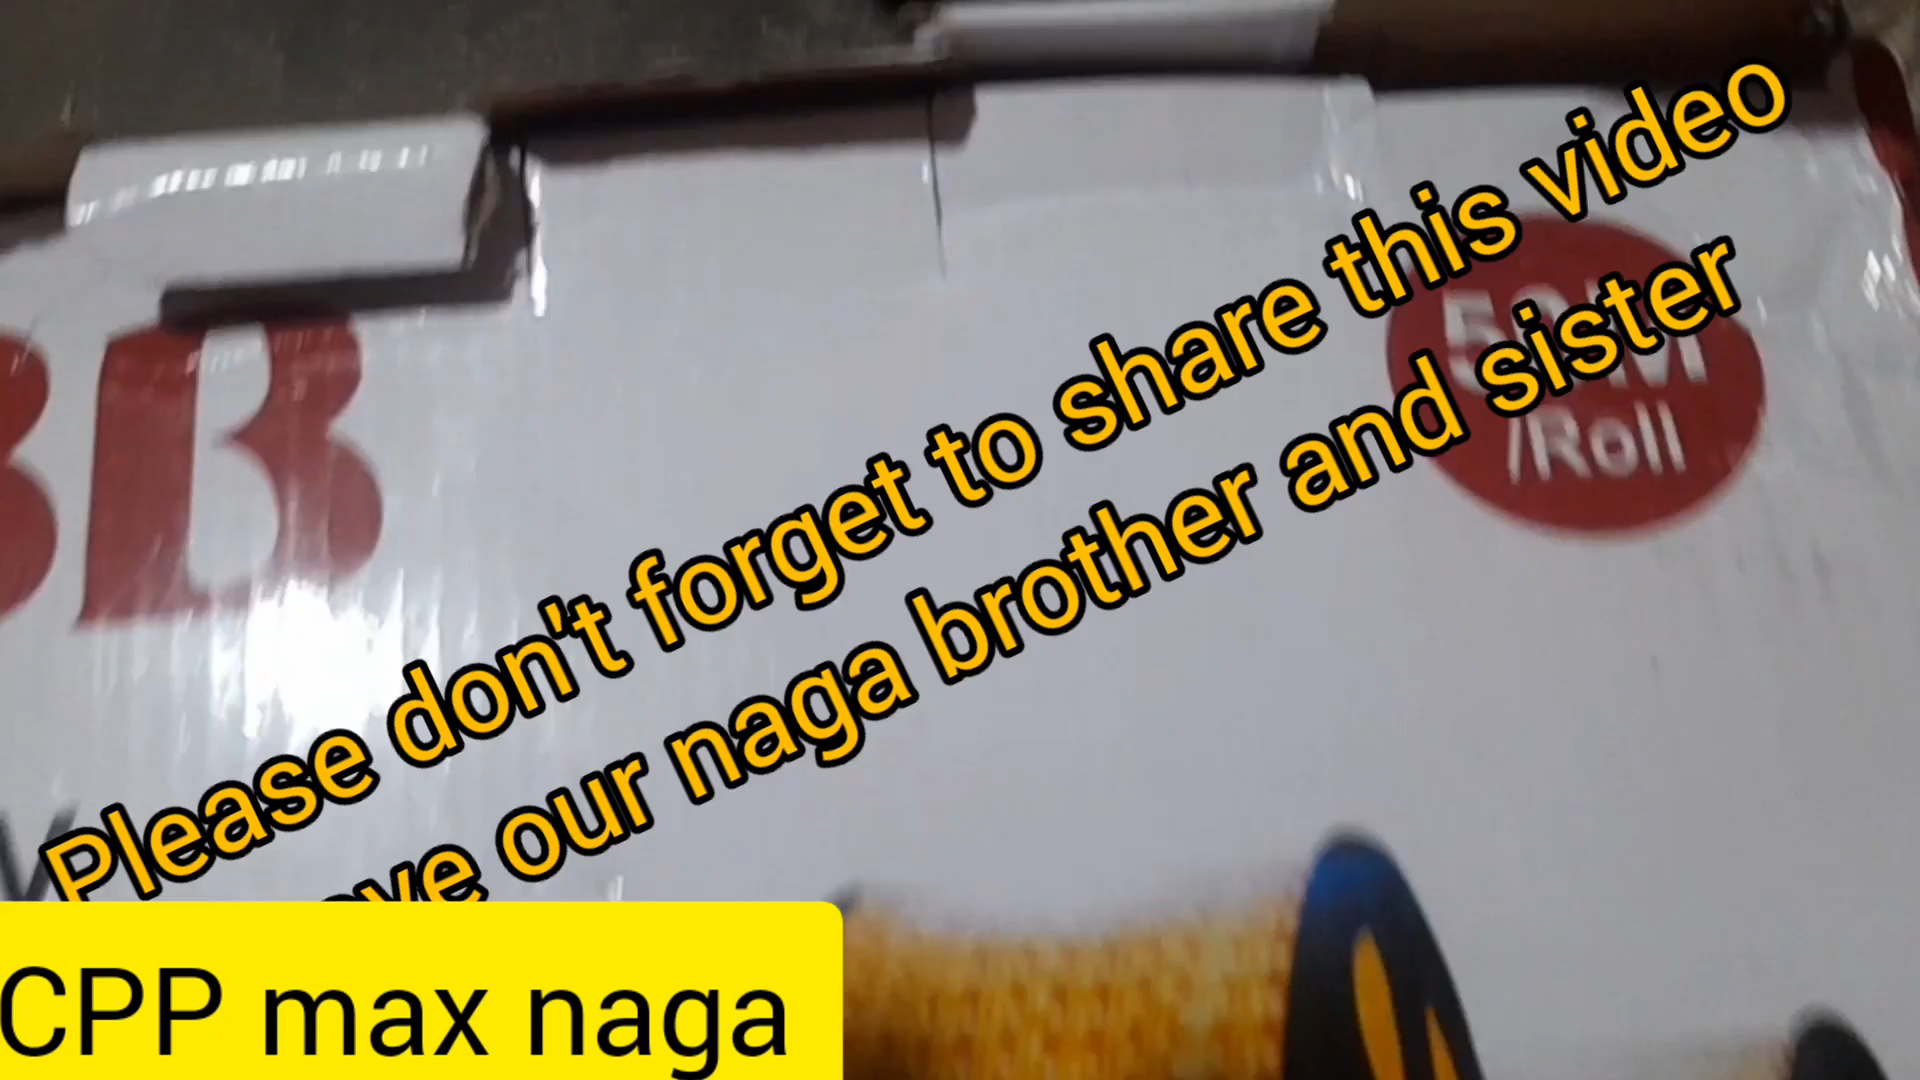 Please don't forget to share this video
our naga brother and sister
CPP max naga
B
/Roll